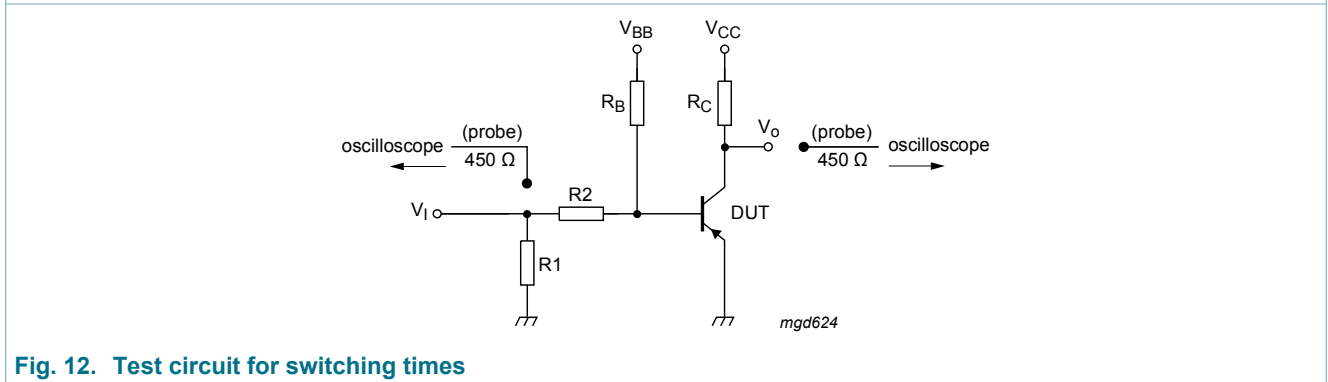 V_BB V_CC
R_B R_C
oscilloscope (probe) 450 Ω
V_o (probe) 450 Ω oscilloscope
R2
V_I
DUT
R1
mgd624
Fig. 12. Test circuit for switching times